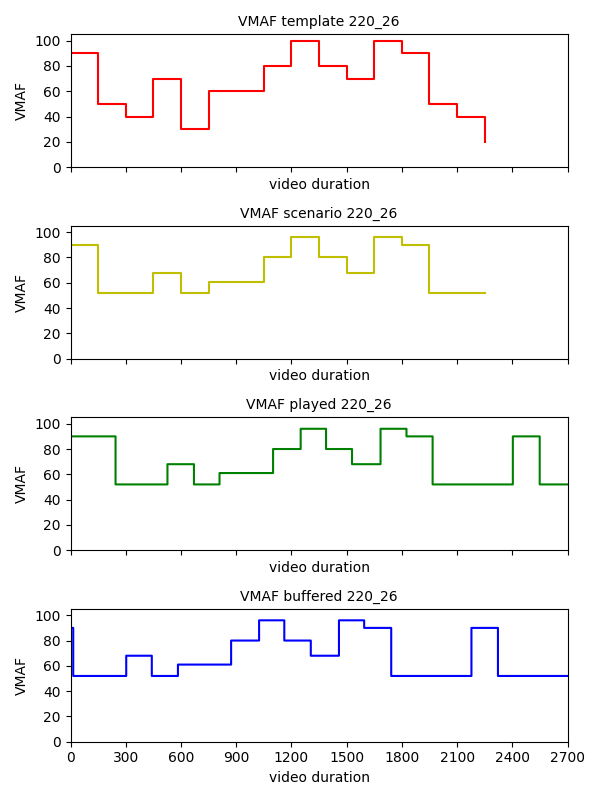 VMAF template 220_26
100
80
60
40
20
0
VMAF
video duration
VMAF scenario 220_26
100
80
60
40
20
0
VMAF
video duration
VMAF played 220_26
100
80
60
40
20
0
VMAF
video duration
VMAF buffered 220_26
100
80
60
40
20
0
VMAF
0 300 600 900 1200 1500 1800 2100 2400 2700
video duration